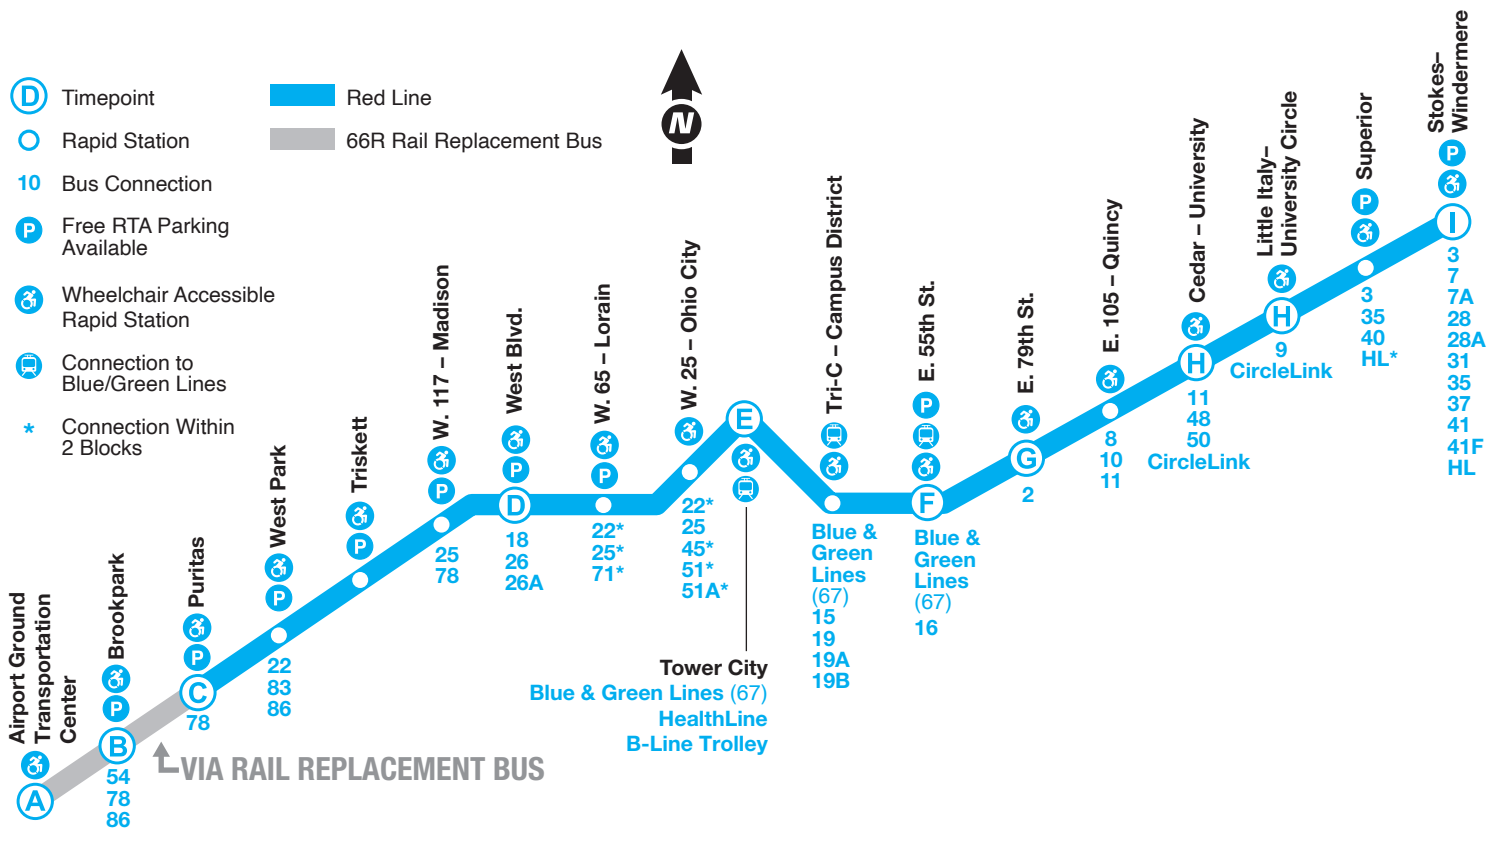 D Timepoint
Rapid Station
10 Bus Connection
P Free RTA Parking
Available
Wheelchair Accessible
Rapid Station
Connection to
Blue/Green Lines
* Connection Within
2 Blocks
Red Line
66R Rail Replacement Bus
N
Airport Ground
Transportation
Center
A
Brookpark
P
B
54
78
86
VIA RAIL REPLACEMENT BUS
Puritas
P
C
78
West Park
P
22
83
86
Triskett
P
W. 117 – Madison
P
25
78
West Blvd.
P
D
18
26
26A
W. 65 – Lorain
P
22*
25*
71*
W. 25 – Ohio City
22*
25
45*
51*
51A*
E
Tower City
Blue & Green Lines (67)
HealthLine
B-Line Trolley
Tri-C – Campus District
Blue &
Green
Lines
(67)
15
19
19A
19B
E. 55th St.
P
F
Blue &
Green
Lines
(67)
16
E. 79th St.
G
2
E. 105 – Quincy
8
10
11
Cedar – University
H
11
48
50
CircleLink
Little Italy–
University Circle
H
9
CircleLink
Superior
P
3
35
40
HL*
Stokes–
Windermere
P
I
3
7
7A
28
28A
31
35
37
41
41F
HL